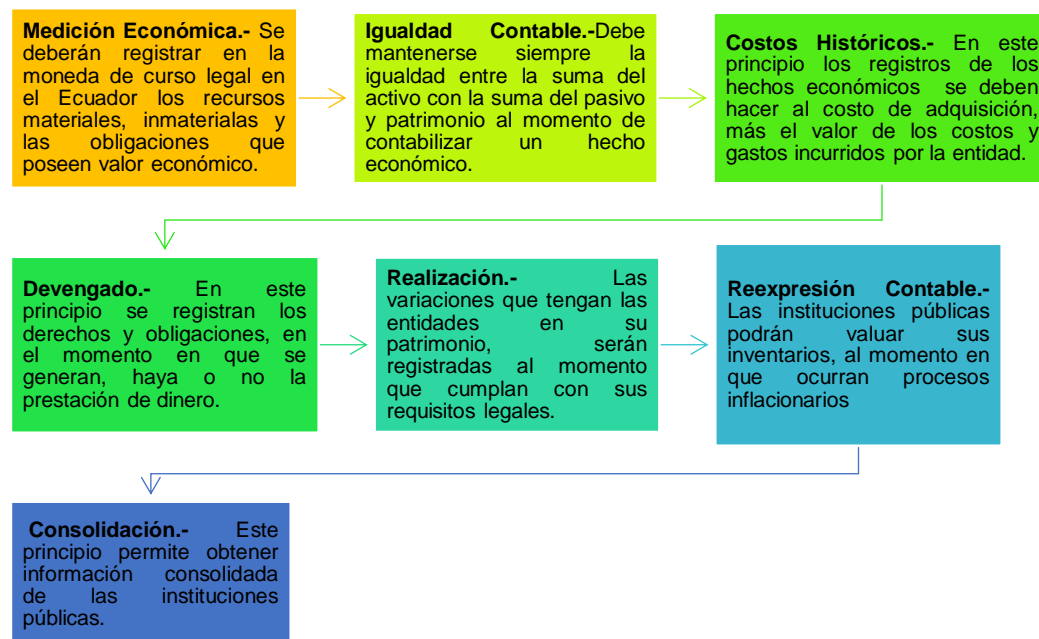 Medición Económica.- Se
deberán registrar en la
moneda de curso legal en
el Ecuador los recursos
materiales, inmaterialas y
las obligaciones que
poseen valor económico.
Igualdad Contable.-Debe
mantenerse siempre la
igualdad entre la suma del
activo con la suma del pasivo
y patrimonio al momento de
contabilizar un hecho
económico.
Costos Históricos.- En este
principio los registros de los
hechos económicos se deben
hacer al costo de adquisición,
más el valor de los costos y
gastos incurridos por la entidad.
Devengado.- En este
principio se registran los
derechos y obligaciones, en
el momento en que se
generan, haya o no la
prestación de dinero.
Realización.- Las
variaciones que tengan las
entidades en su
patrimonio, serán
registradas al momento
que cumplan con sus
requisitos legales.
Reexpresión Contable.-
Las instituciones públicas
podrán valuar sus
inventarios, al momento en
que ocurran procesos
inflacionarios
Consolidación.- Este
principio permite obtener
información consolidada
de las instituciones
públicas.